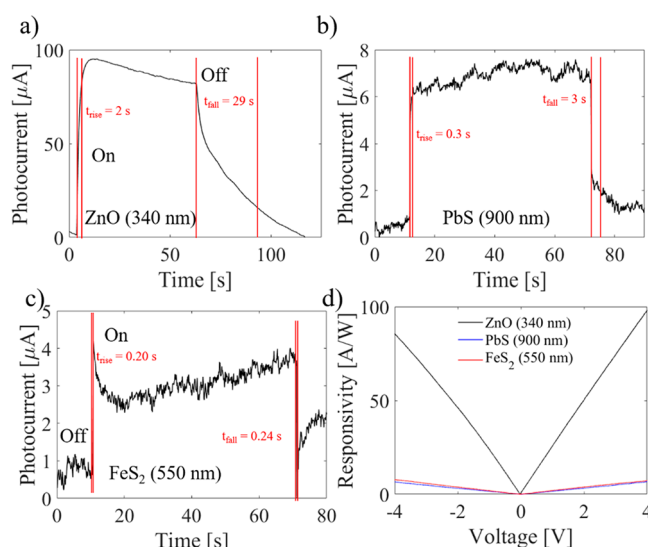 a)
100
50
0
Photocurrent [μA]
Off
t_rise = 2 s
t_fall = 29 s
On
ZnO (340 nm)
0 50 100
Time [s]
b)
8
6
4
2
0
Photocurrent [μA]
t_fall = 3 s
t_rise = 0.3 s
PbS (900 nm)
0 20 40 60 80
Time [s]
c)
5
4
3
2
1
0
Photocurrent [μA]
On
t_rise = 0.20 s
Off
t_fall = 0.24 s
FeS₂ (550 nm)
0 20 40 60 80
Time [s]
d)
100
50
0
Responsivity [A/W]
ZnO (340 nm)
PbS (900 nm)
FeS₂ (550 nm)
-4 -2 0 2 4
Voltage [V]